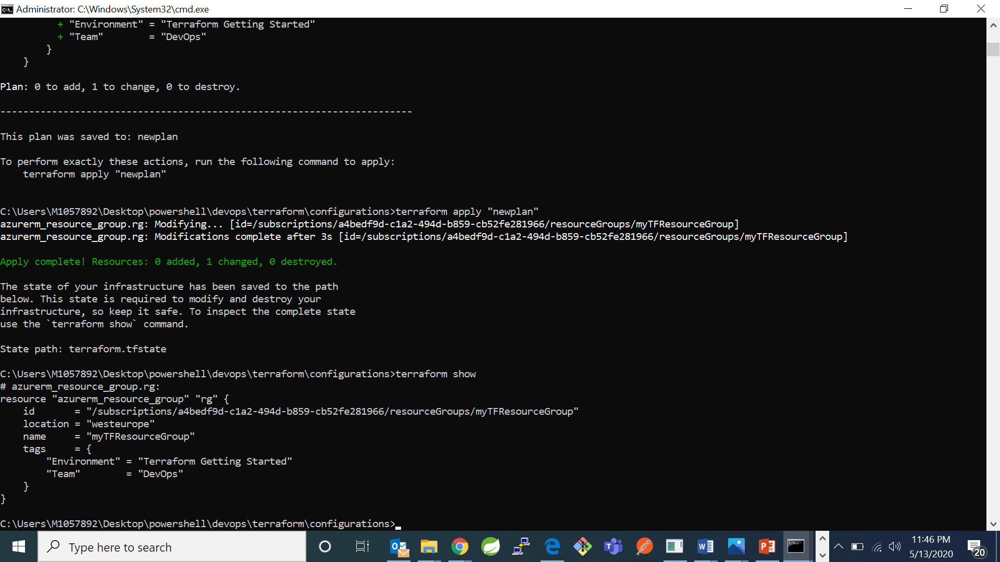 Administrator: C:\Windows\System32\cmd.exe
+ "Environment" = "Terraform Getting Started"
+ "Team"        = "DevOps"
}
}
Plan: 0 to add, 1 to change, 0 to destroy.
------------------------------------------------------------------------
This plan was saved to: newplan
To perform exactly these actions, run the following command to apply:
terraform apply "newplan"
C:\Users\M1057892\Desktop\powershell\devops\terraform\configurations>terraform apply "newplan"
azurerm_resource_group.rg: Modifying... [id=/subscriptions/a4bedf9d-c1a2-494d-b859-cb52fe281966/resourceGroups/myTFResourceGroup]
azurerm_resource_group.rg: Modifications complete after 3s [id=/subscriptions/a4bedf9d-c1a2-494d-b859-cb52fe281966/resourceGroups/myTFResourceGroup]
Apply complete! Resources: 0 added, 1 changed, 0 destroyed.
The state of your infrastructure has been saved to the path
below. This state is required to modify and destroy your
infrastructure, so keep it safe. To inspect the complete state
use the `terraform show` command.
State path: terraform.tfstate
C:\Users\M1057892\Desktop\powershell\devops\terraform\configurations>terraform show
# azurerm_resource_group.rg:
resource "azurerm_resource_group" "rg" {
id       = "/subscriptions/a4bedf9d-c1a2-494d-b859-cb52fe281966/resourceGroups/myTFResourceGroup"
location = "westeurope"
name     = "myTFResourceGroup"
tags     = {
"Environment" = "Terraform Getting Started"
"Team"        = "DevOps"
}
}
C:\Users\M1057892\Desktop\powershell\devops\terraform\configurations>
Type here to search
11:46 PM
5/13/2020
20